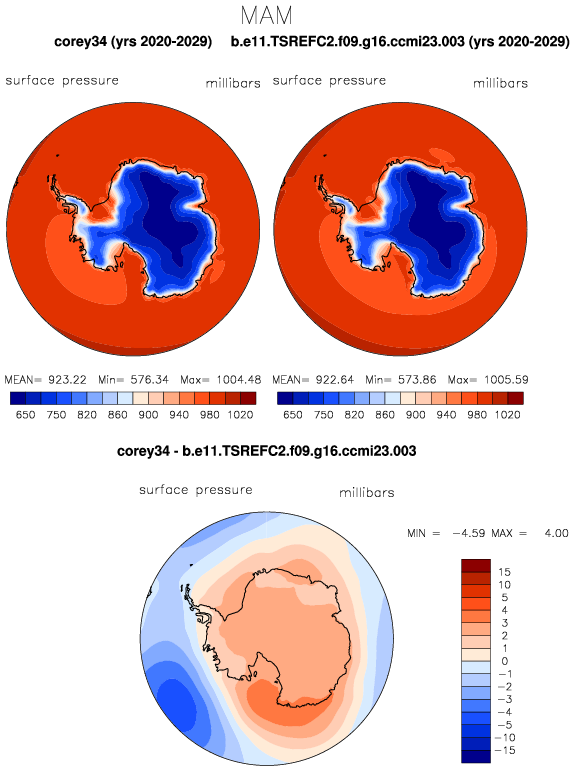 MAM
corey34 (yrs 2020-2029) b.e11.TSREFC2.f09.g16.ccmi23.003 (yrs 2020-2029)
surface pressure millibars surface pressure millibars
MEAN= 923.22 Min= 576.34 Max= 1004.48 MEAN= 922.64 Min= 573.86 Max= 1005.59
650 750 820 860 900 940 980 1020 650 750 820 860 900 940 980 1020
corey34 - b.e11.TSREFC2.f09.g16.ccmi23.003
surface pressure millibars
MIN = -4.59 MAX = 4.00
15
10
5
4
3
2
1
0
-1
-2
-3
-4
-5
-10
-15